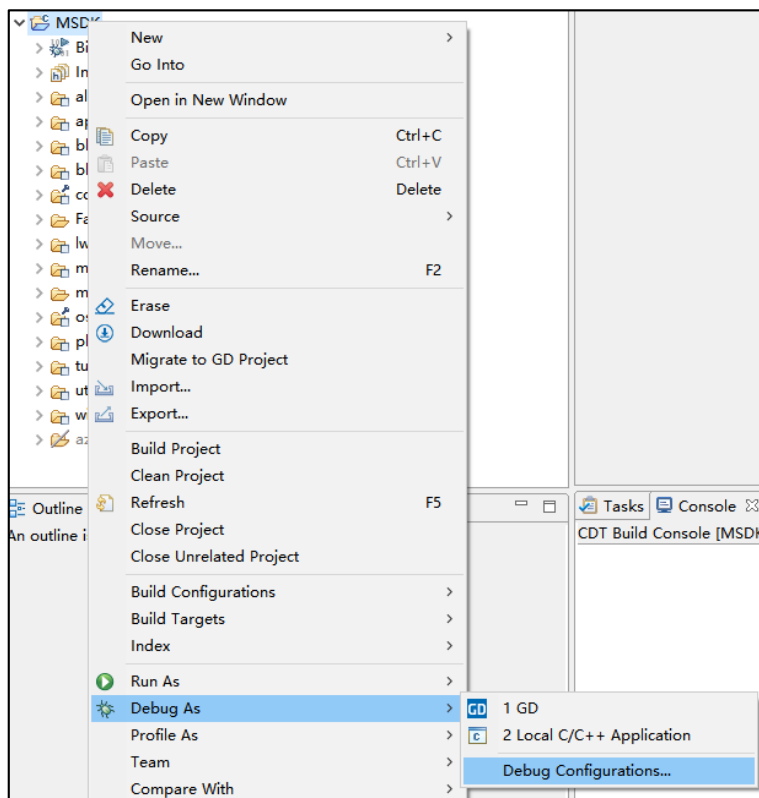 MSDK
New
Go Into
Open in New Window
Copy Ctrl+C
Paste Ctrl+V
Delete Delete
Source
Move...
Rename... F2
Erase
Download
Migrate to GD Project
Import...
Export...
Build Project
Clean Project
Refresh F5
Close Project
Close Unrelated Project
Build Configurations
Build Targets
Index
Run As
Debug As
Profile As
Team
Compare With
GD 1 GD
c 2 Local C/C++ Application
Debug Configurations...
Outline
An outline i
Tasks Console
CDT Build Console [MSDK